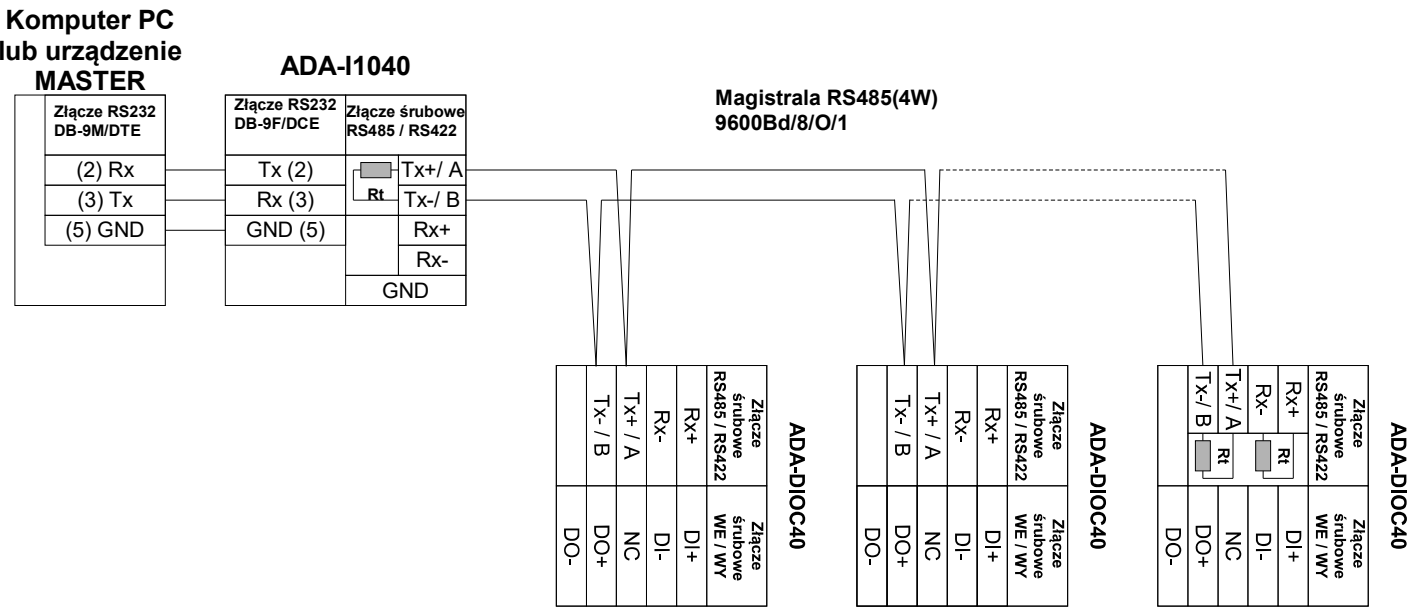 Komputer PC
lub urządzenie
MASTER
Złącze RS232
DB-9M/DTE
(2) Rx
(3) Tx
(5) GND
ADA-I1040
Złącze RS232
DB-9F/DCE
Złącze śrubowe
RS485 / RS422
Tx (2)
Rx (3)
GND (5)
Rt
Tx+/ A
Tx-/ B
Rx+
Rx-
GND
Magistrala RS485(4W)
9600Bd/8/O/1
ADA-DIOC40
Złącze
śrubowe
RS485 / RS422
Rx+
Rx-
Tx+ / A
Tx- / B
Złącze
śrubowe
WE / WY
DI+
DI-
NC
DO+
DO-
ADA-DIOC40
Złącze
śrubowe
RS485 / RS422
Rx+
Rx-
Tx+ / A
Tx- / B
Złącze
śrubowe
WE / WY
DI+
DI-
NC
DO+
DO-
ADA-DIOC40
Złącze
śrubowe
RS485 / RS422
Rx+
Rx-
Tx+/ A
Tx-/ B
Rt
Rt
Złącze
śrubowe
WE / WY
DI+
DI-
NC
DO+
DO-